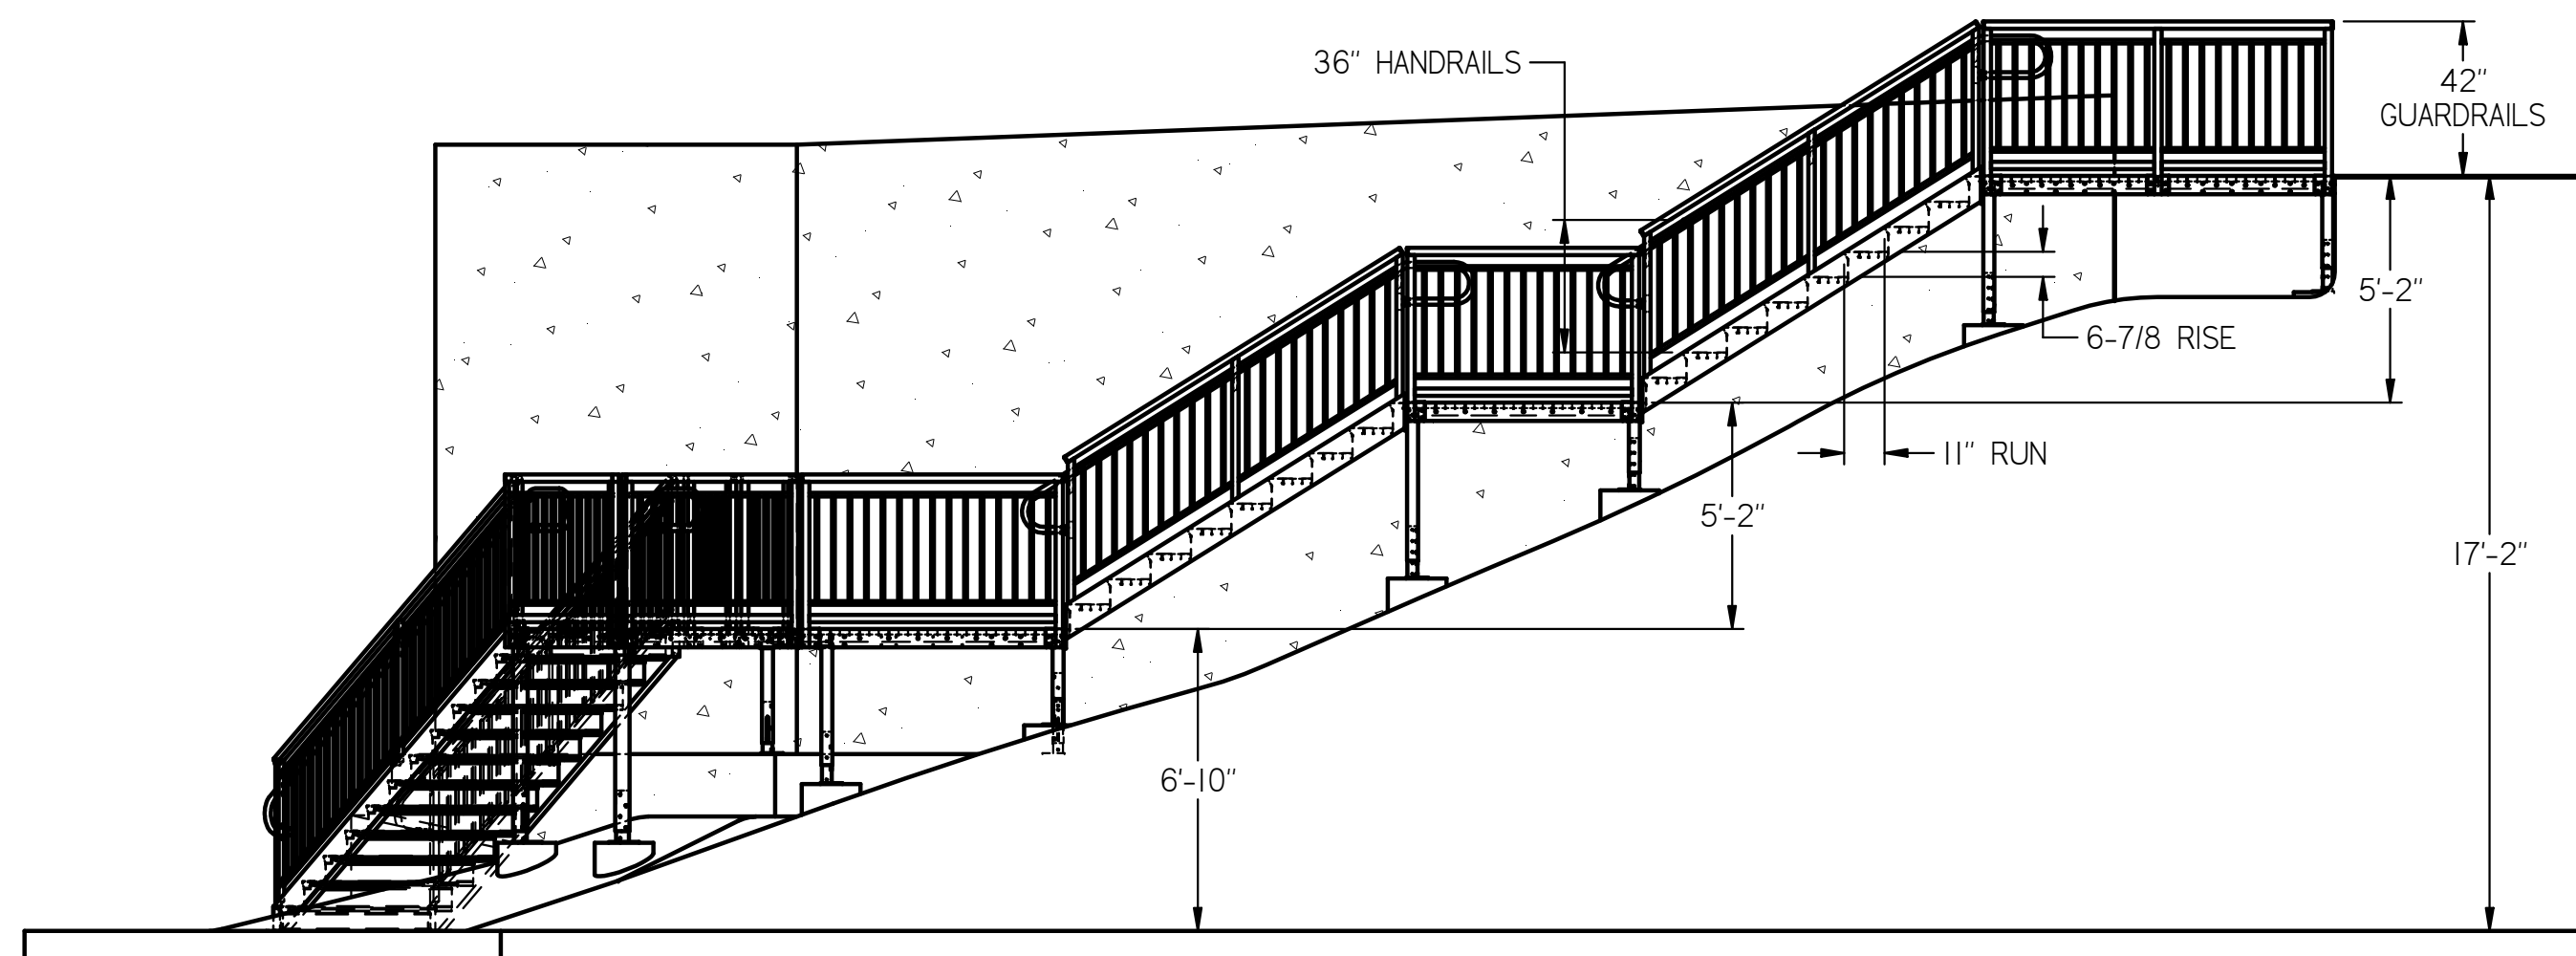 36" HANDRAILS
42"
GUARDRAILS
5'-2"
6-7/8 RISE
11" RUN
5'-2"
17'-2"
6'-10"